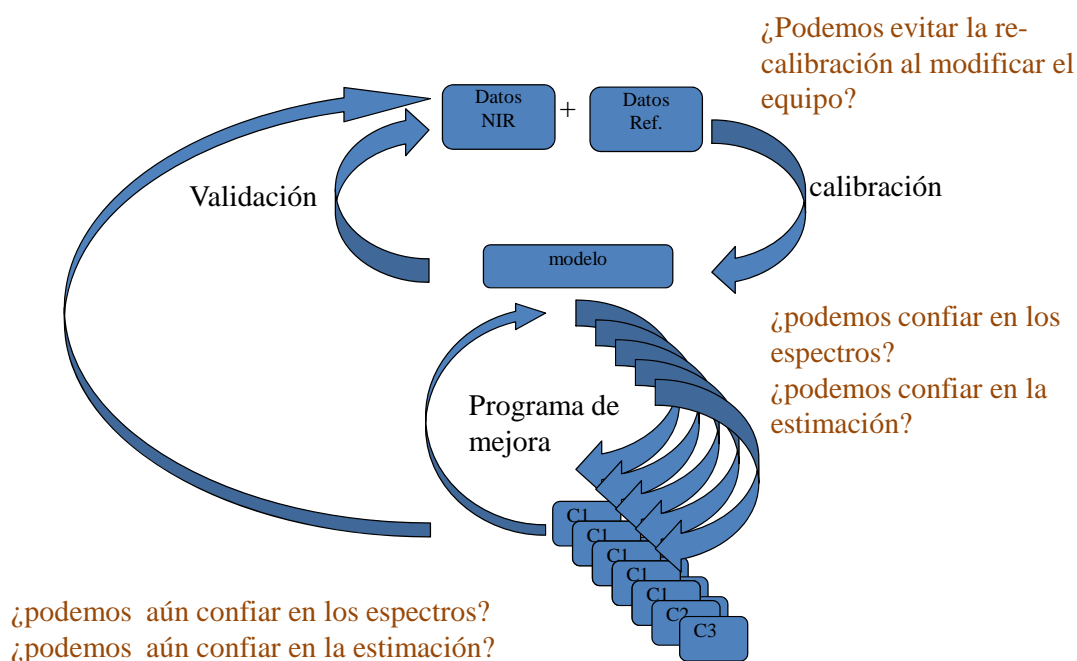 ¿Podemos evitar la re-
calibración al modificar el
equipo?
Datos
NIR
+
Datos
Ref.
Validación
calibración
modelo
¿podemos confiar en los
espectros?
¿podemos confiar en la
estimación?
Programa de
mejora
C1
C1
C1
C1
C1
C2
C3
¿podemos aún confiar en los espectros?
¿podemos aún confiar en la estimación?